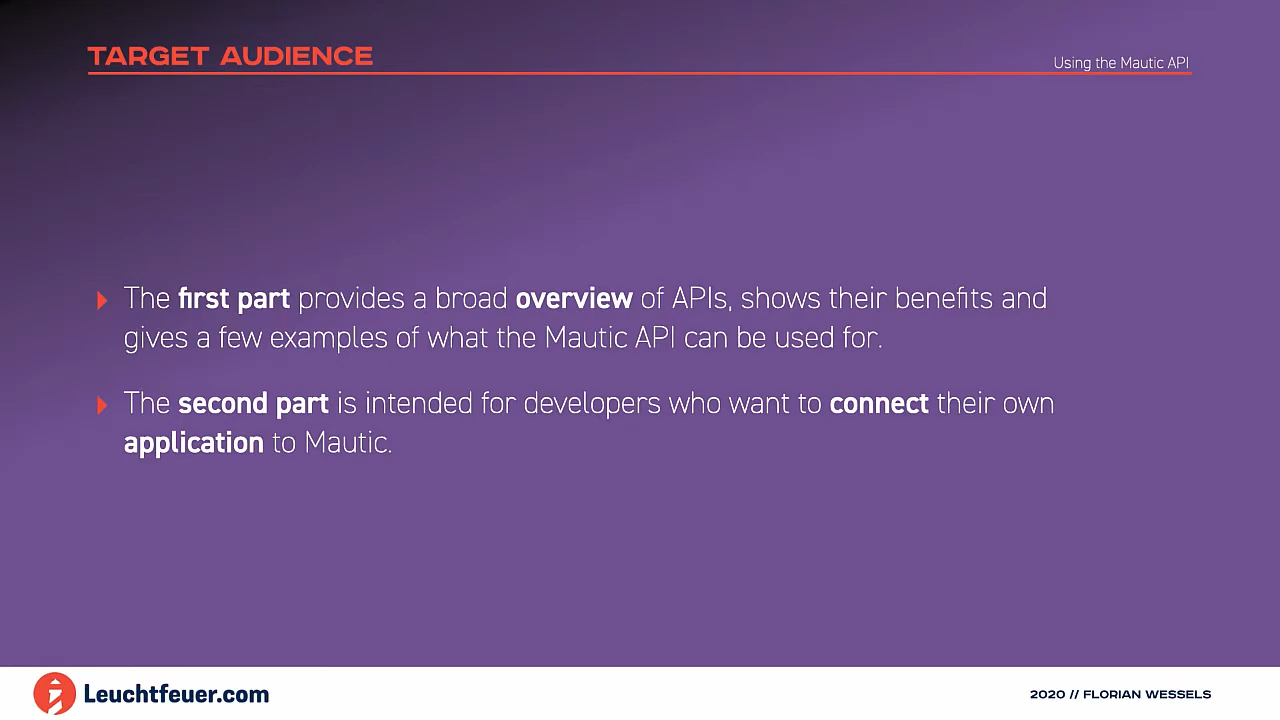 TARGET AUDIENCE
Using the Mautic API
The first part provides a broad overview of APIs, shows their benefits and
gives a few examples of what the Mautic API can be used for.
The second part is intended for developers who want to connect their own
application to Mautic.
Leuchtfeuer.com
2020 // FLORIAN WESSELS